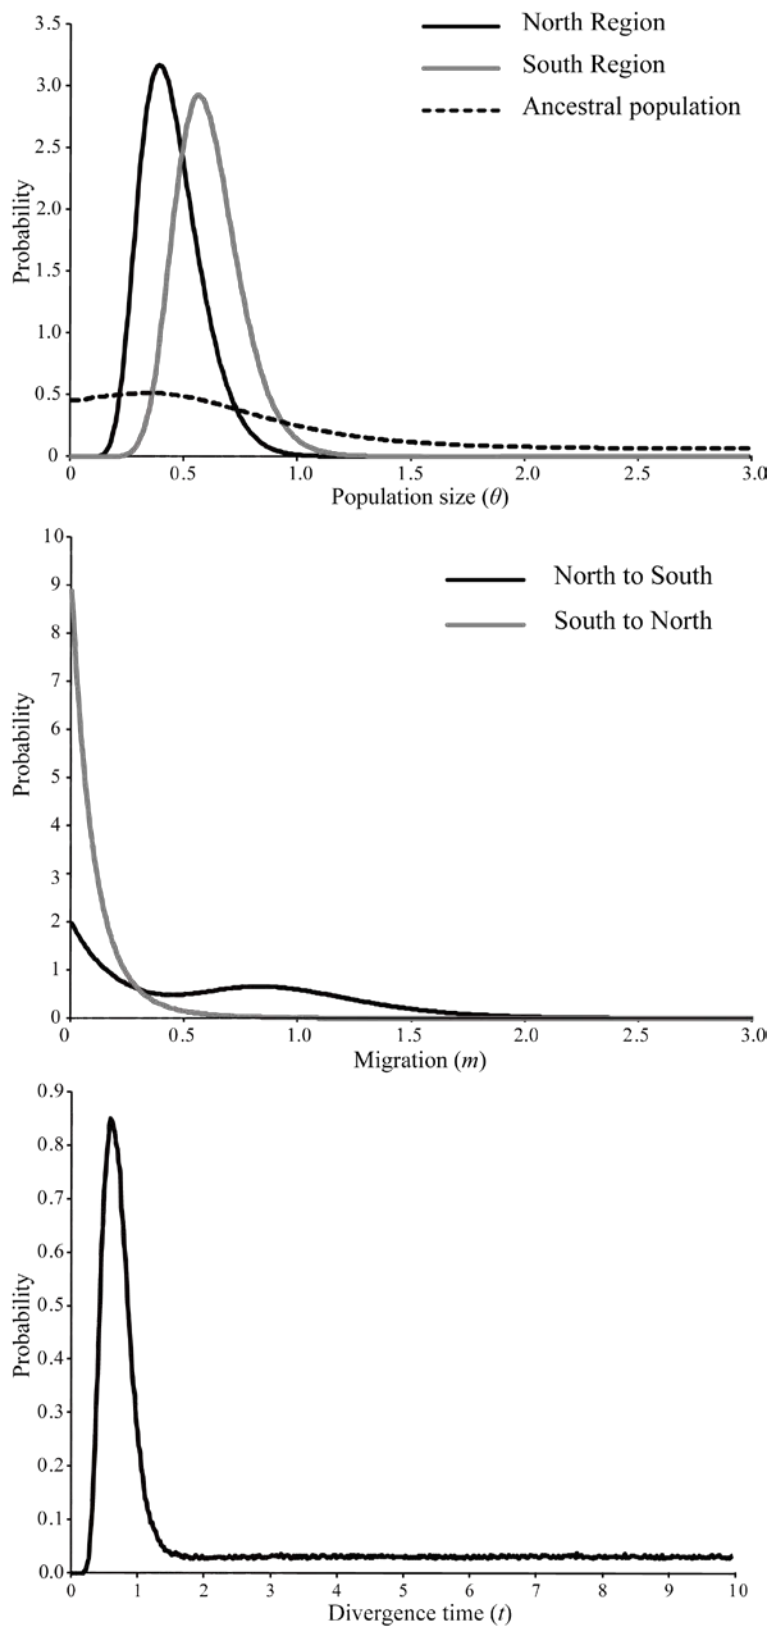 North Region
South Region
Ancestral population
3.5
3.0
2.5
2.0
1.5
1.0
0.5
0
Probability
0 0.5 1.0 1.5 2.0 2.5 3.0
Population size (θ)
North to South
South to North
10
9
8
7
6
5
4
3
2
1
0
Probability
0 0.5 1.0 1.5 2.0 2.5 3.0
Migration (m)
0.9
0.8
0.7
0.6
0.5
0.4
0.3
0.2
0.1
0.0
Probability
0 1 2 3 4 5 6 7 8 9 10
Divergence time (t)